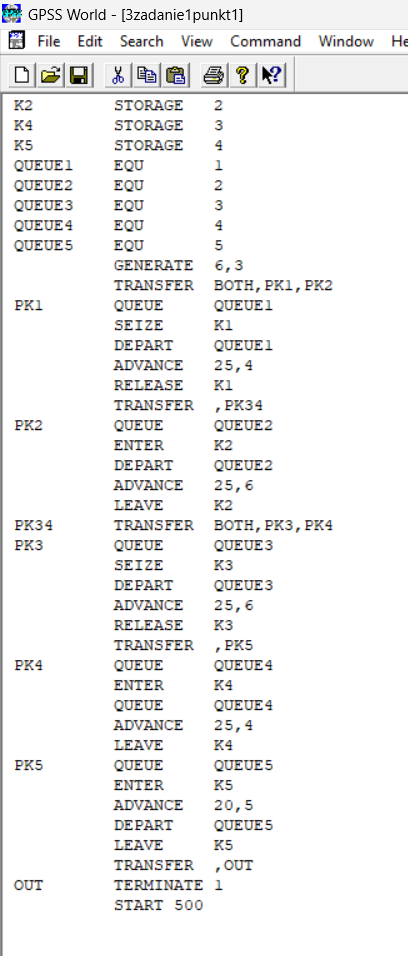 GPSS World - [3zadanie1punkt1]
File Edit Search View Command Window He
K2 STORAGE 2
K4 STORAGE 3
K5 STORAGE 4
QUEUE1 EQU 1
QUEUE2 EQU 2
QUEUE3 EQU 3
QUEUE4 EQU 4
QUEUE5 EQU 5
GENERATE 6,3
TRANSFER BOTH,PK1,PK2
PK1 QUEUE QUEUE1
SEIZE K1
DEPART QUEUE1
ADVANCE 25,4
RELEASE K1
TRANSFER ,PK34
PK2 QUEUE QUEUE2
ENTER K2
DEPART QUEUE2
ADVANCE 25,6
LEAVE K2
PK34 TRANSFER BOTH,PK3,PK4
PK3 QUEUE QUEUE3
SEIZE K3
DEPART QUEUE3
ADVANCE 25,6
RELEASE K3
TRANSFER ,PK5
PK4 QUEUE QUEUE4
ENTER K4
QUEUE QUEUE4
ADVANCE 25,4
LEAVE K4
PK5 QUEUE QUEUE5
ENTER K5
ADVANCE 20,5
DEPART QUEUE5
LEAVE K5
TRANSFER ,OUT
OUT TERMINATE 1
START 500